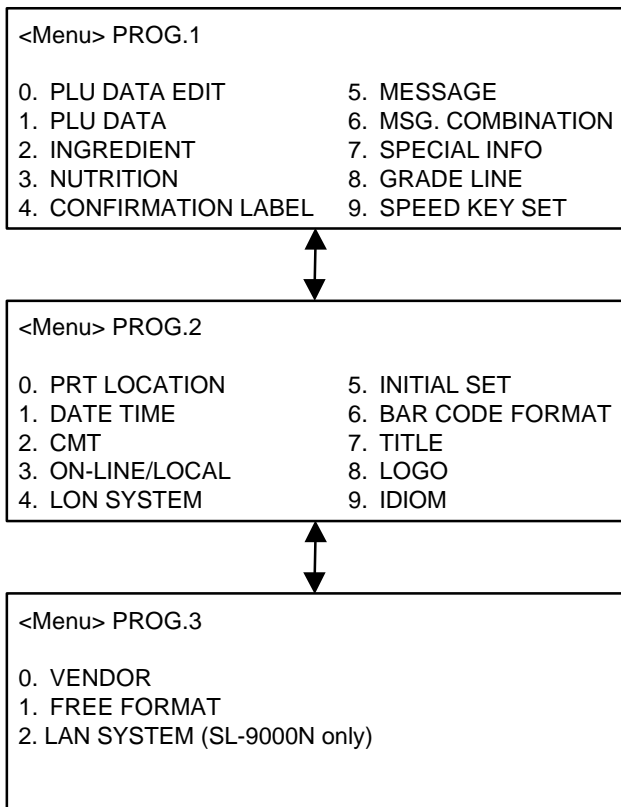 <Menu> PROG.1
0. PLU DATA EDIT 5. MESSAGE
1. PLU DATA 6. MSG. COMBINATION
2. INGREDIENT 7. SPECIAL INFO
3. NUTRITION 8. GRADE LINE
4. CONFIRMATION LABEL 9. SPEED KEY SET
<Menu> PROG.2
0. PRT LOCATION 5. INITIAL SET
1. DATE TIME 6. BAR CODE FORMAT
2. CMT 7. TITLE
3. ON-LINE/LOCAL 8. LOGO
4. LON SYSTEM 9. IDIOM
<Menu> PROG.3
0. VENDOR
1. FREE FORMAT
2. LAN SYSTEM (SL-9000N only)